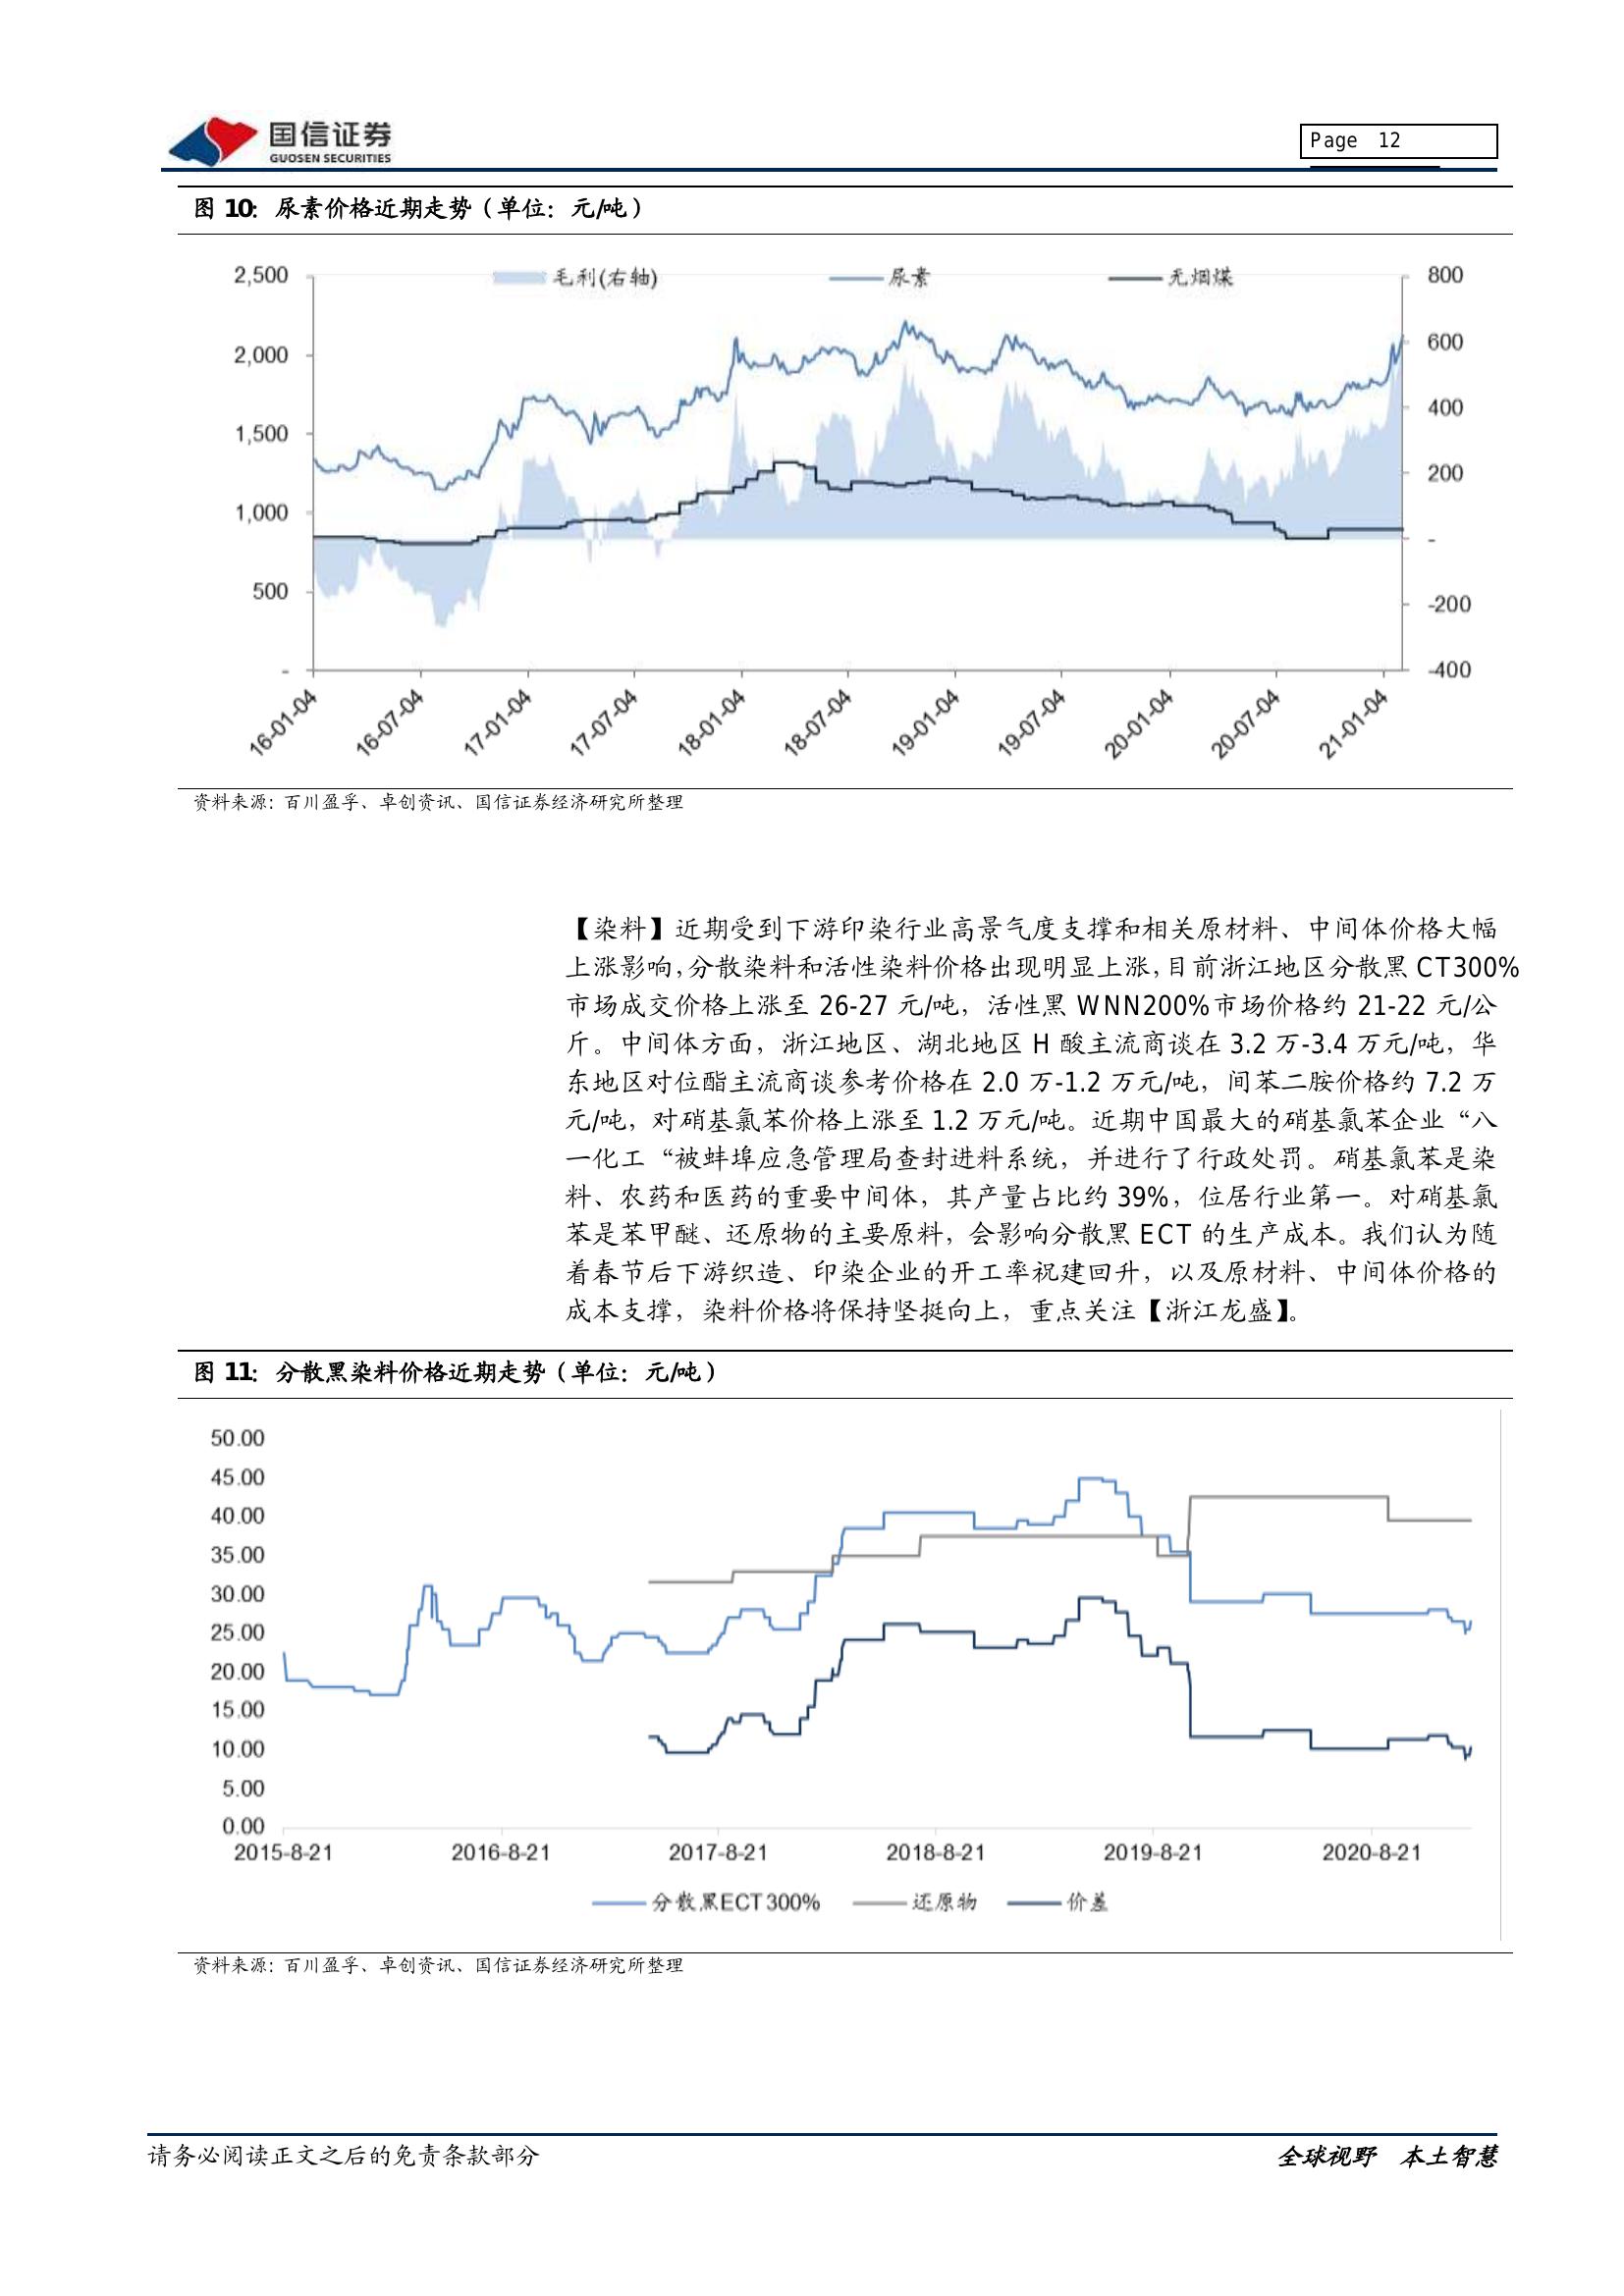 国信证券
GUOSEN SECURITIES
Page 12
图 10：尿素价格近期走势（单位：元/吨）
毛利(右轴) 尿素 无烟煤
2,500
2,000
1,500
1,000
500
-
800
600
400
200
-
-200
-400
16-01-04 16-07-04 17-01-04 17-07-04 18-01-04 18-07-04 19-01-04 19-07-04 20-01-04 20-07-04 21-01-04
资料来源：百川盈孚、卓创资讯、国信证券经济研究所整理
【染料】近期受到下游印染行业高景气度支撑和相关原材料、中间体价格大幅
上涨影响，分散染料和活性染料价格出现明显上涨，目前浙江地区分散黑 CT300%
市场成交价格上涨至 26-27 元/吨，活性黑 WNN200%市场价格约 21-22 元/公
斤。中间体方面，浙江地区、湖北地区 H 酸主流商谈在 3.2 万-3.4 万元/吨，华
东地区对位酯主流商谈参考价格在 2.0 万-1.2 万元/吨，间苯二胺价格约 7.2 万
元/吨，对硝基氯苯价格上涨至 1.2 万元/吨。近期中国最大的硝基氯苯企业“八
一化工“被蚌埠应急管理局查封进料系统，并进行了行政处罚。硝基氯苯是染
料、农药和医药的重要中间体，其产量占比约 39%，位居行业第一。对硝基氯
苯是苯甲醚、还原物的主要原料，会影响分散黑 ECT 的生产成本。我们认为随
着春节后下游织造、印染企业的开工率祝建回升，以及原材料、中间体价格的
成本支撑，染料价格将保持坚挺向上，重点关注【浙江龙盛】。
图 11：分散黑染料价格近期走势（单位：元/吨）
50.00
45.00
40.00
35.00
30.00
25.00
20.00
15.00
10.00
5.00
0.00
2015-8-21 2016-8-21 2017-8-21 2018-8-21 2019-8-21 2020-8-21
分散黑ECT300% 还原物 价差
资料来源：百川盈孚、卓创资讯、国信证券经济研究所整理
请务必阅读正文之后的免责条款部分
全球视野 本土智慧